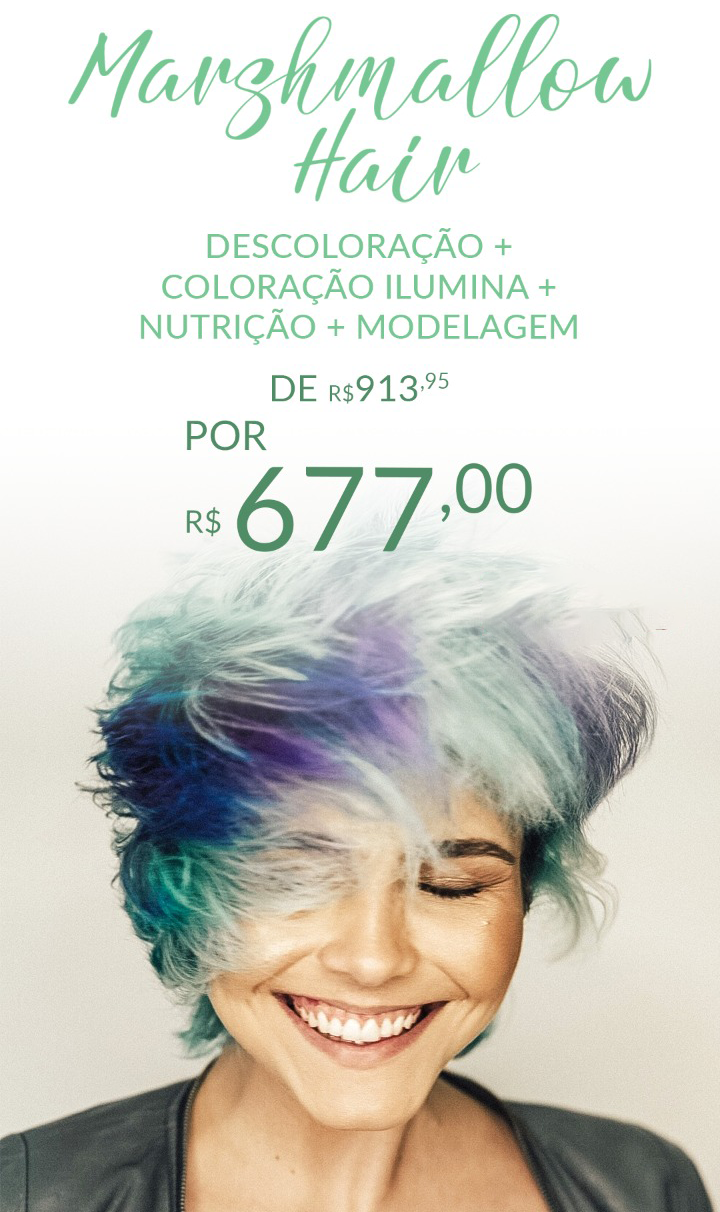 Marshmallow
Hair
DESCOLORAÇÃO +
COLORAÇÃO ILUMINA +
NUTRIÇÃO + MODELAGEM
DE R$913,95
POR
R$ 677,00